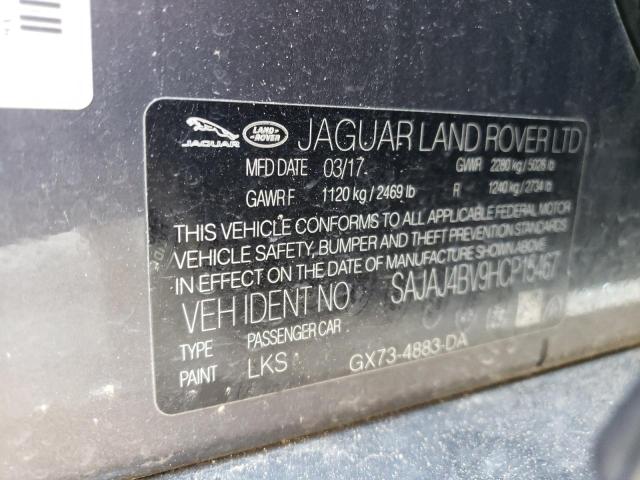 JAGUAR
LAND ROVER
JAGUAR LAND ROVER LTD
MFD DATE 03/17 GVWR 2280 kg / 5026 lb
GAWR F 1120 kg / 2469 lb R 1240 kg / 2734 lb
THIS VEHICLE CONFORMS TO ALL APPLICABLE FEDERAL MOTOR
VEHICLE SAFETY, BUMPER AND THEFT PREVENTION STANDARDS
IN EFFECT ON THE DATE OF MANUFACTURE SHOWN ABOVE
VEH IDENT NO SAJAJ4BV9HCP15467
TYPE PASSENGER CAR
PAINT LKS GX73-4883-DA